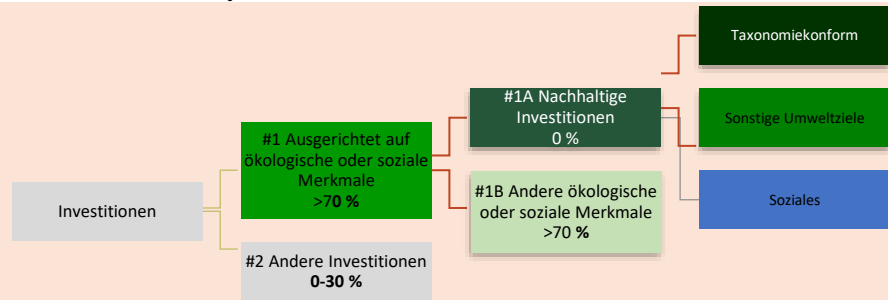 Taxonomiekonform
#1A Nachhaltige
Investitionen
0 %
Sonstige Umweltziele
#1 Ausgerichtet auf
ökologische oder soziale
Merkmale
>70 %
#1B Andere ökologische
oder soziale Merkmale
>70 %
Soziales
Investitionen
#2 Andere Investitionen
0-30 %